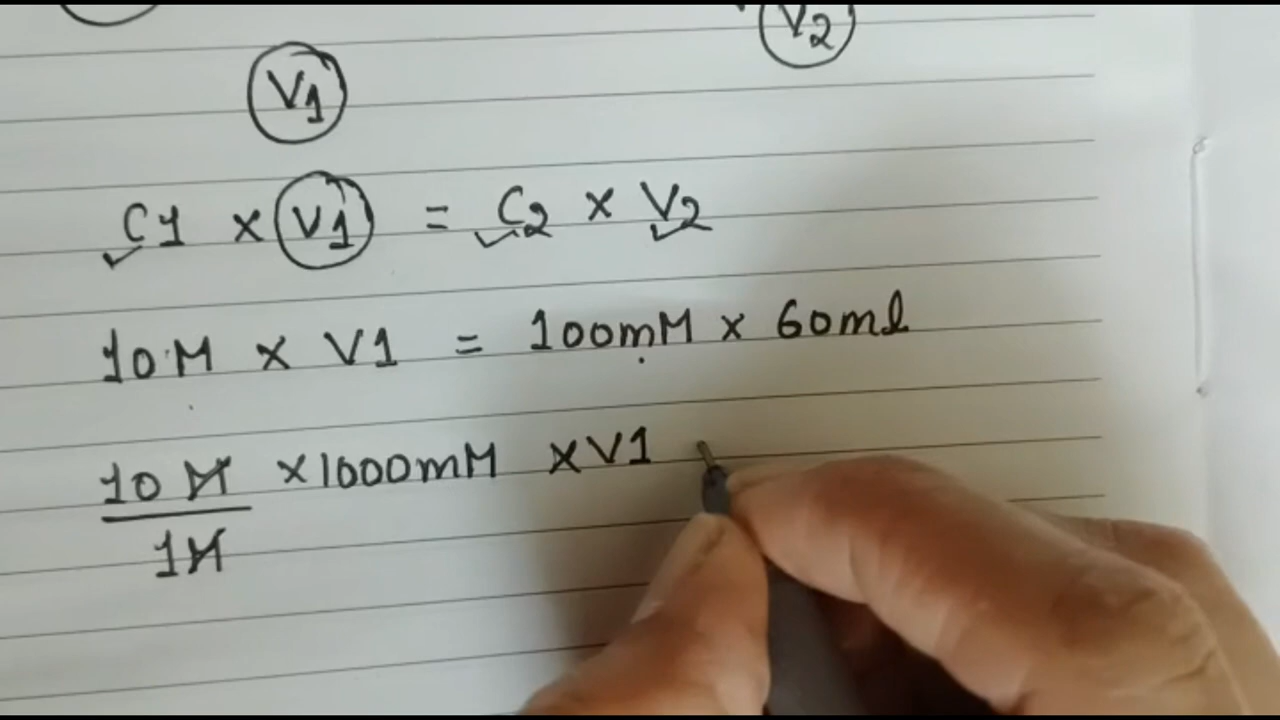 V2
V1
C1 × V1 = C2 × V2
10 M × V1 = 100mM × 60ml
10 M × 1000mM × V1
1M